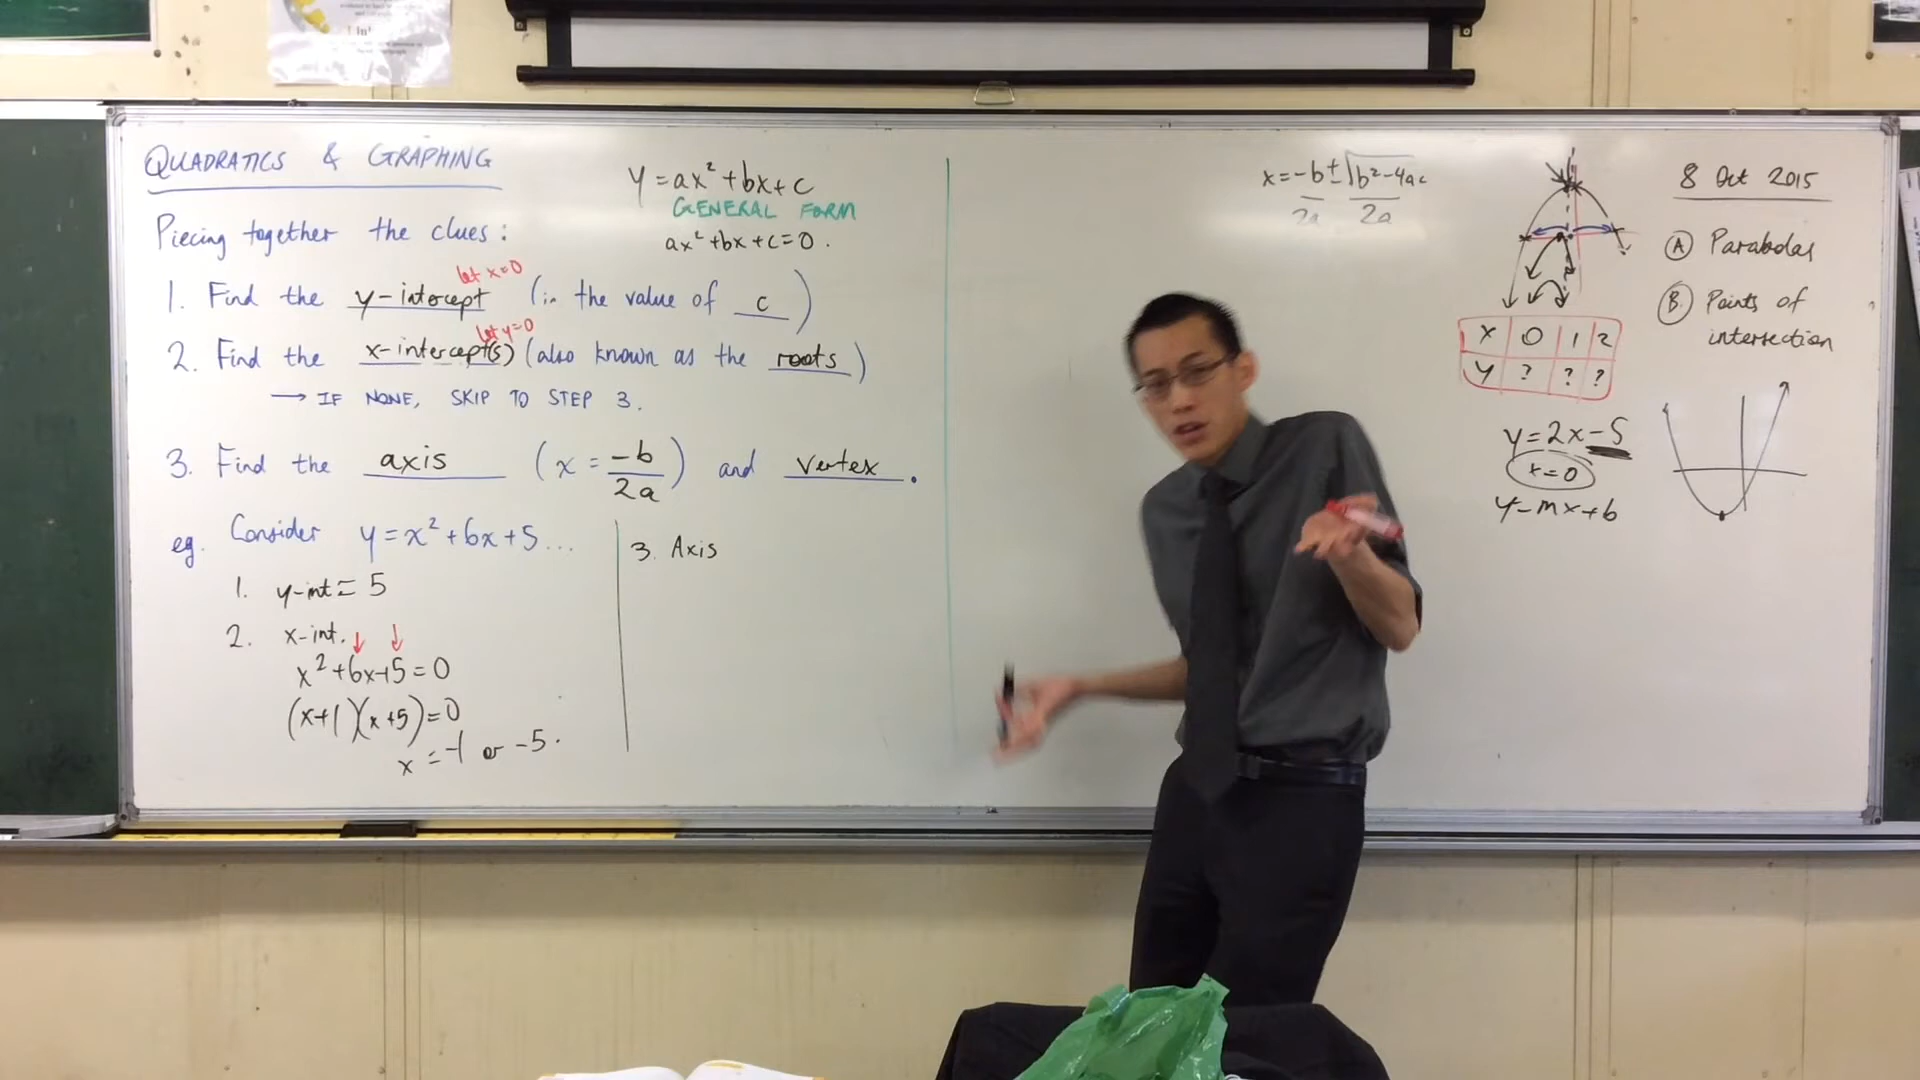 QUADRATICS & GRAPHING
Piecing together the clues:
let x=0
1. Find the y-intercept (in the value of c)
let y=0
2. Find the x-intercept(s) (also known as the roots)
→ IF NONE, SKIP TO STEP 3.
3. Find the axis (x = -b/2a) and vertex.
eg. Consider y=x²+6x+5...
1. y-int = 5
2. x-int.
x²+6x+5=0
(x+1)(x+5)=0
x=-1 or -5.
3. Axis
y=ax²+bx+c
GENERAL FORM
ax²+bx+c=0.
x=-b ± √b²-4ac
2a 2a
x 0 1 2
y ? ? ?
y=2x-5
x=0
y=mx+b
8 Oct 2015
A Parabolas
B Points of
intersection